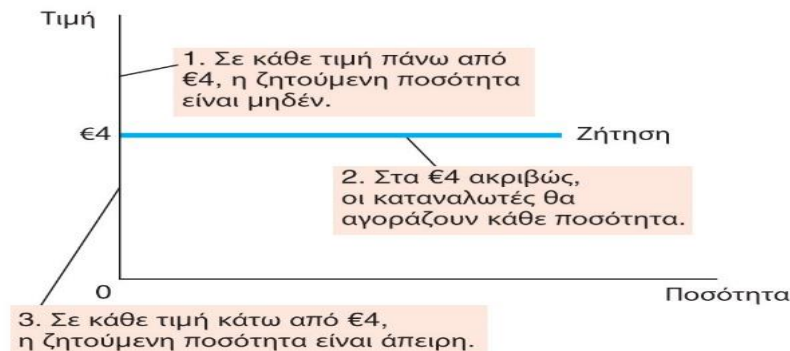 Τιμή
1. Σε κάθε τιμή πάνω από
€4, η ζητούμενη ποσότητα
είναι μηδέν.
€4
Ζήτηση
2. Στα €4 ακριβώς,
οι καταναλωτές θα
αγοράζουν κάθε ποσότητα.
0
Ποσότητα
3. Σε κάθε τιμή κάτω από €4,
η ζητούμενη ποσότητα είναι άπειρη.